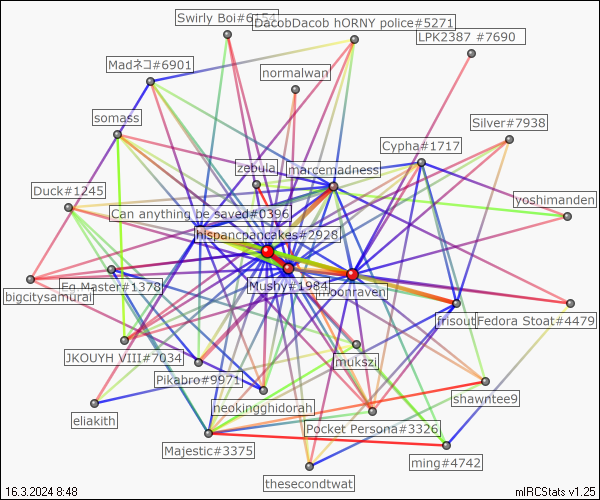 Swirly Boi#6154
DacobDacob hORNY police#5271
LPK2387 #7690
Madネコ#6901
normalwan
somass
Silver#7938
Cypha#1717
zebula
marcemadness
Duck#1245
yoshimanden
Can anything be saved#0396
hispancpancakes#2928
Mushy#1984
moonraven
Eg Master#1378
bigcitysamurai
frisout
Fedora Stoat#4479
JKOUYH VIII#7034
mukszi
Pikabro#9971
shawntee9
neokingghidorah
eliakith
Pocket Persona#3326
Majestic#3375
ming#4742
thesecondtwat
16.3.2024 8:48
mIRCStats v1.25